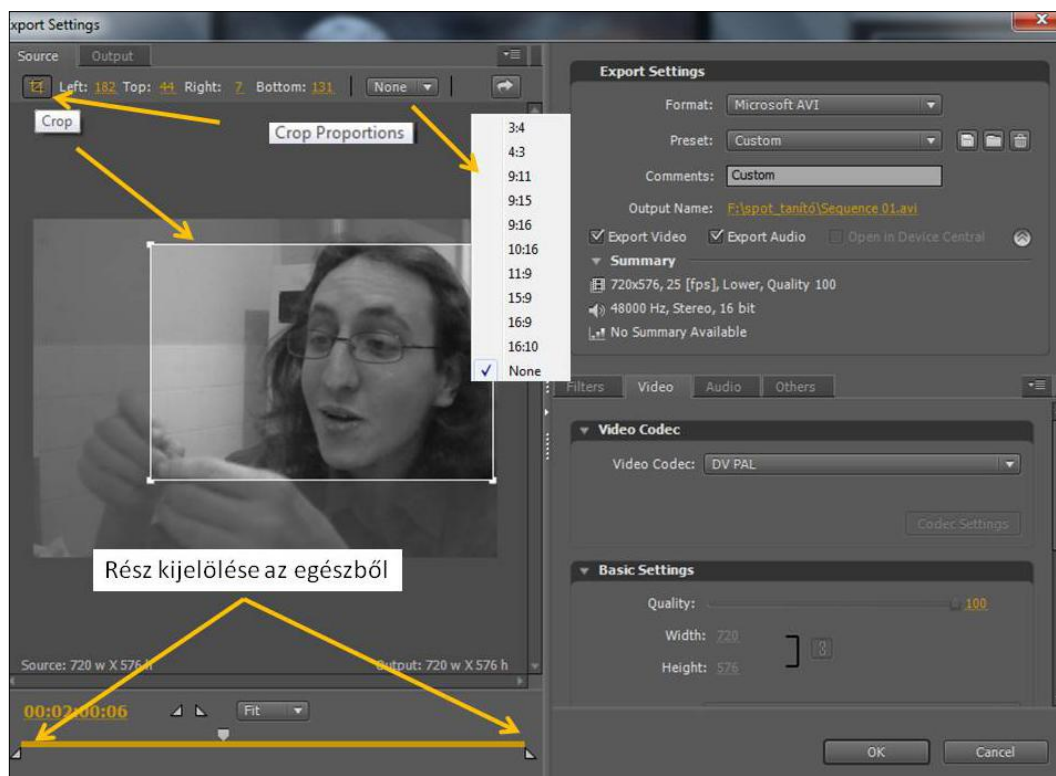 xport Settings
Source Output
Left: 182 Top: 44 Right: 7 Bottom: 131 None
Crop
Crop Proportions
3:4
4:3
9:11
9:15
9:16
10:16
11:9
15:9
16:9
16:10
None
Rész kijelölése az egészből
Source: 720 w X 576 h Output: 720 w X 576 h
00:02:00:06 Fit
Export Settings
Format: Microsoft AVI
Preset: Custom
Comments: Custom
Output Name: F:\spot_tanító\Sequence 01.avi
Export Video Export Audio Open in Device Central
Summary
720x576, 25 [fps], Lower, Quality 100
48000 Hz, Stereo, 16 bit
No Summary Available
Filters Video Audio Others
Video Codec
Video Codec: DV PAL
Codec Settings
Basic Settings
Quality: 100
Width: 720
Height: 576
OK Cancel